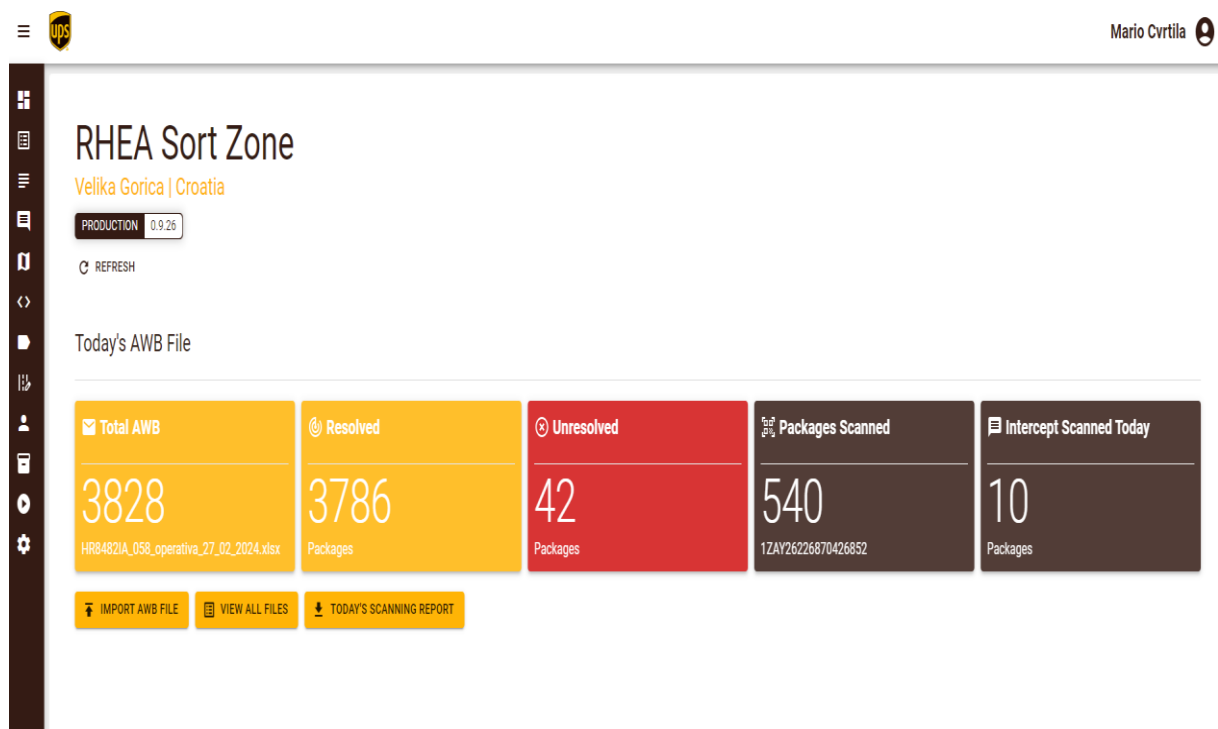 ups
Mario Cvrtila
RHEA Sort Zone
Velika Gorica | Croatia
PRODUCTION 0.9.26
REFRESH
Today's AWB File
Total AWB
3828
HR8482IA_058_operativa_27_02_2024.xlsx
Resolved
3786
Packages
Unresolved
42
Packages
Packages Scanned
540
1ZAY26226870426852
Intercept Scanned Today
10
Packages
IMPORT AWB FILE
VIEW ALL FILES
TODAY'S SCANNING REPORT